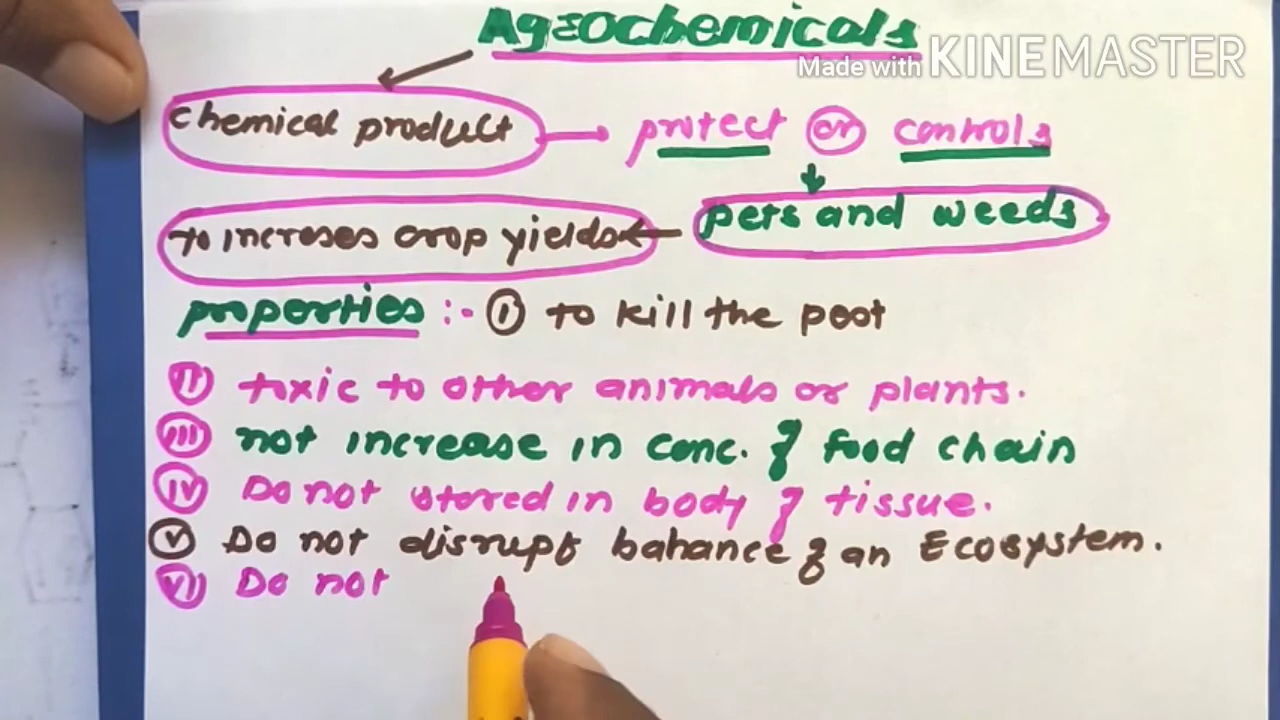 Agrochemicals
Made with KINEMASTER
chemical product → protect or controls
to increses crop yields ← pets and weeds
properties :- (i) to kill the peot
(ii) toxic to other animals or plants.
(iii) not increase in conc. of food chain
(iv) Do not stored in body of tissue.
(v) Do not disrupt bahance of an Ecosystem.
(vi) Do not